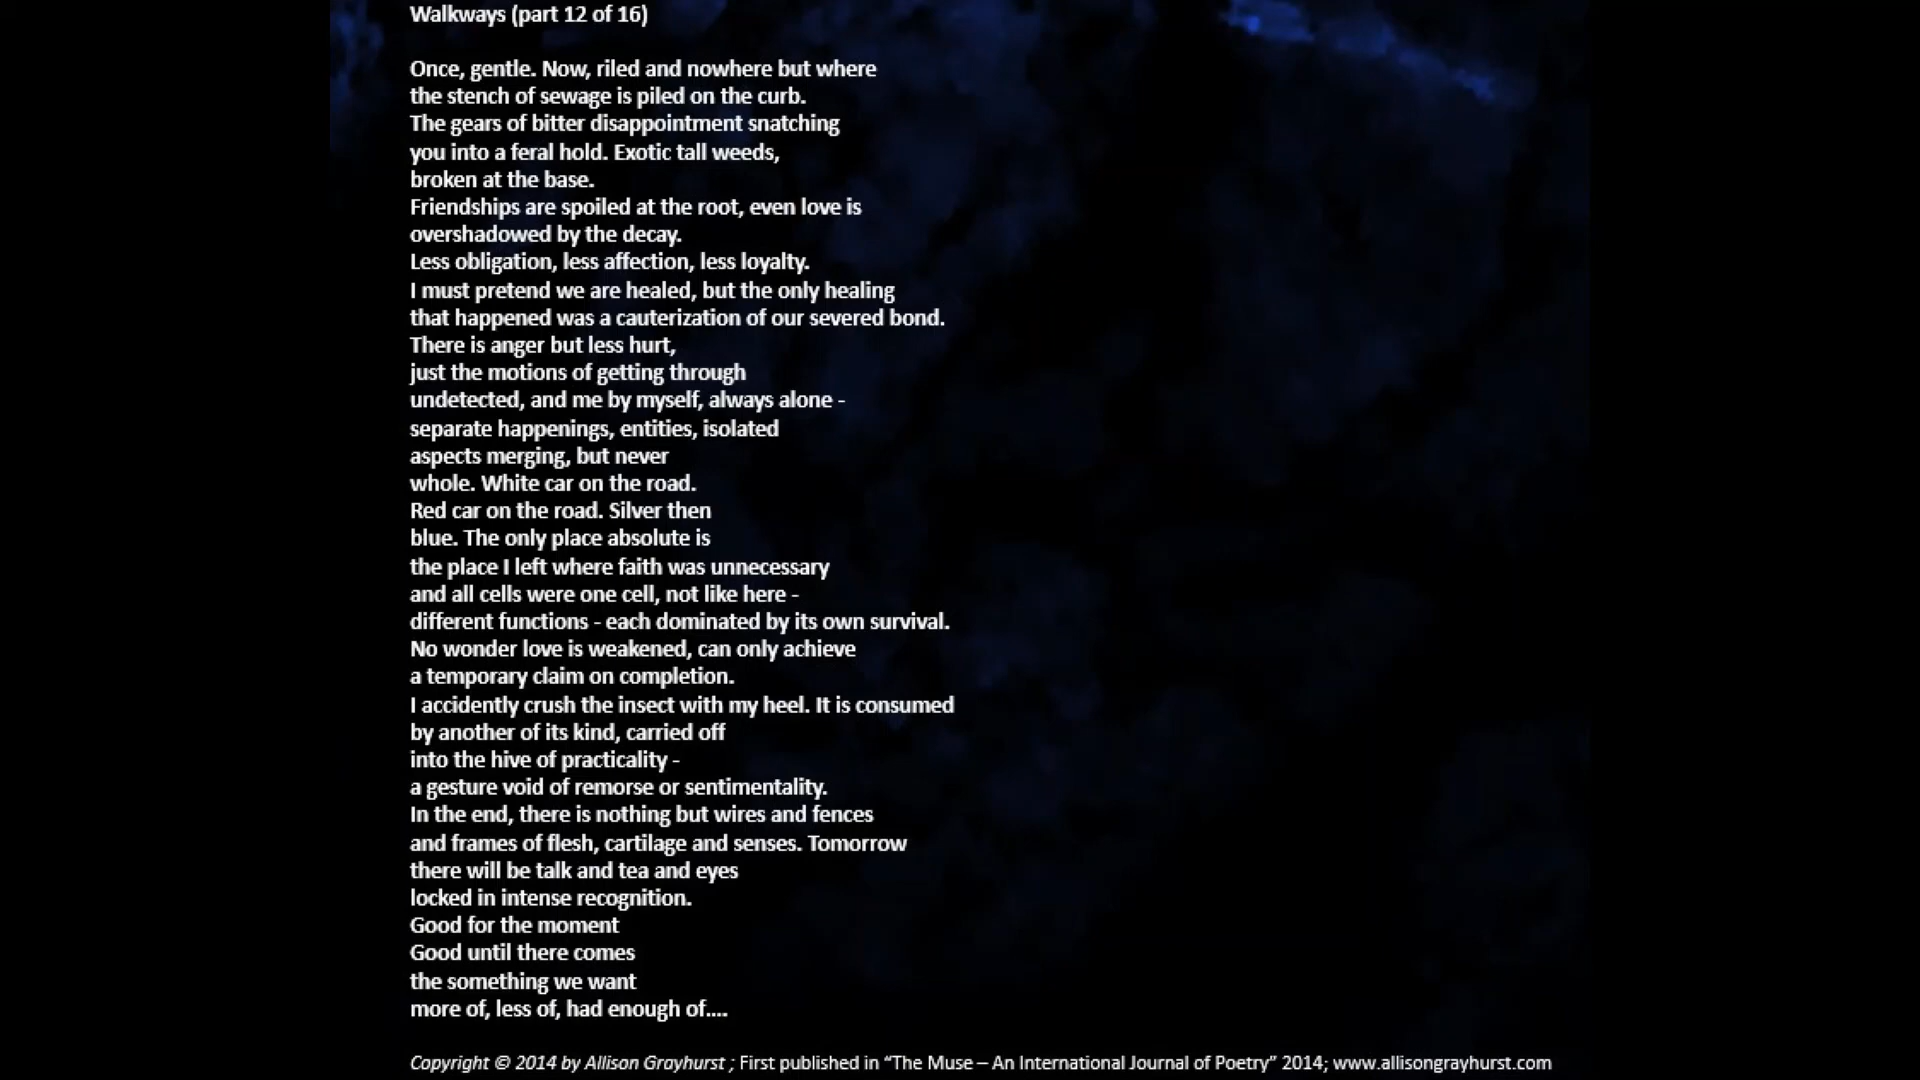 Walkways (part 12 of 16)
Once, gentle. Now, riled and nowhere but where
the stench of sewage is piled on the curb.
The gears of bitter disappointment snatching
you into a feral hold. Exotic tall weeds,
broken at the base.
Friendships are spoiled at the root, even love is
overshadowed by the decay.
Less obligation, less affection, less loyalty.
I must pretend we are healed, but the only healing
that happened was a cauterization of our severed bond.
There is anger but less hurt,
just the motions of getting through
undetected, and me by myself, always alone -
separate happenings, entities, isolated
aspects merging, but never
whole. White car on the road.
Red car on the road. Silver then
blue. The only place absolute is
the place I left where faith was unnecessary
and all cells were one cell, not like here -
different functions - each dominated by its own survival.
No wonder love is weakened, can only achieve
a temporary claim on completion.
I accidently crush the insect with my heel. It is consumed
by another of its kind, carried off
into the hive of practicality -
a gesture void of remorse or sentimentality.
In the end, there is nothing but wires and fences
and frames of flesh, cartilage and senses. Tomorrow
there will be talk and tea and eyes
locked in intense recognition.
Good for the moment
Good until there comes
the something we want
more of, less of, had enough of....
Copyright © 2014 by Allison Grayhurst ; First published in “The Muse – An International Journal of Poetry” 2014; www.allisongrayhurst.com